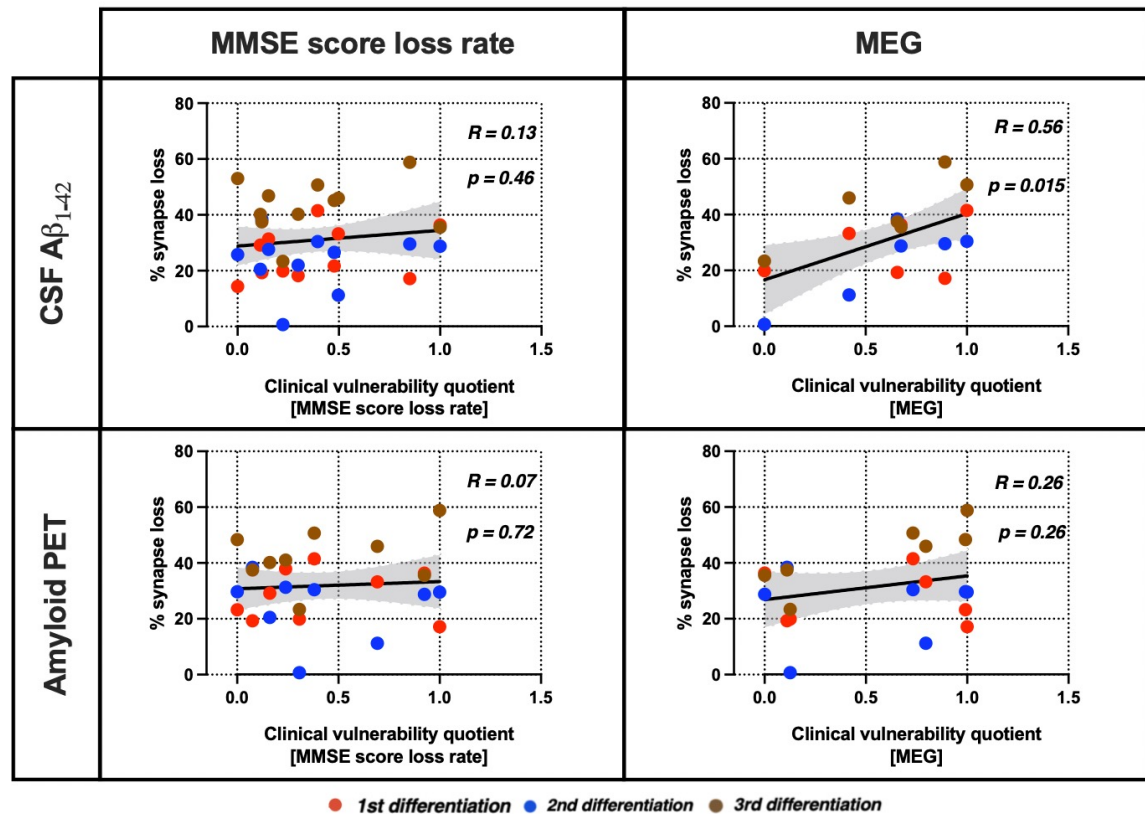 MMSE score loss rate
MEG
CSF Aβ1-42
% synapse loss
80
60
40
20
0
R = 0.13
p = 0.46
0.0 0.5 1.0 1.5
Clinical vulnerability quotient
[MMSE score loss rate]
% synapse loss
80
60
40
20
0
R = 0.56
p = 0.015
0.0 0.5 1.0 1.5
Clinical vulnerability quotient
[MEG]
Amyloid PET
% synapse loss
80
60
40
20
0
R = 0.07
p = 0.72
0.0 0.5 1.0 1.5
Clinical vulnerability quotient
[MMSE score loss rate]
% synapse loss
80
60
40
20
0
R = 0.26
p = 0.26
0.0 0.5 1.0 1.5
Clinical vulnerability quotient
[MEG]
1st differentiation 2nd differentiation 3rd differentiation